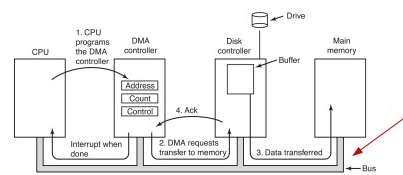 Drive
1. CPU
programs
the DMA
controller
CPU
DMA
controller
Disk
controller
Main
memory
Buffer
Address
Count
Control
4. Ack
Interrupt when
done
2. DMA requests
transfer to memory
3. Data transferred
Bus